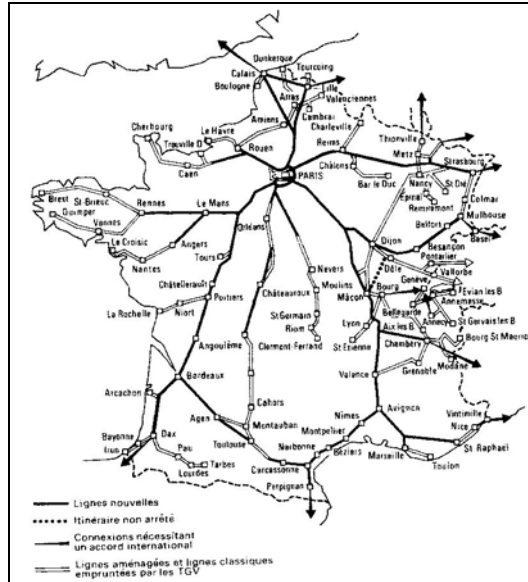 Dunkerque
Tourcoing
Calais
Lille
Boulogne
Arras
Valenciennes
Cambrai
Amiens
Charleville
Cherbourg
Le Havre
Trouville D
Rouen
Reims
Thionville
Metz
Strasbourg
Caen
PARIS
Châlons
Bar le Duc
Nancy
St Dié
Epinal
Remiremont
Colmar
Brest
St-Brieuc
Rennes
Le Mans
Quimper
Vannes
Orléans
Mulhouse
Belfort
Basel
Le Croisic
Angers
Dijon
Besançon
Nantes
Tours
Nevers
Dôle
Pontarlier
Vallorbe
Châtellerault
Châteauroux
Moulins
Mâcon
Bourg
Genève
Evian les B
Annemasse
Poitiers
Bellegarde
La Rochelle
Niort
St Germain
Riom
Lyon
Aix les B
Annecy
St Gervais les B
Bourg St Maurice
Angoulême
Clermont-Ferrand
St Etienne
Chambéry
Modane
Grenoble
Bordeaux
Valence
Arcachon
Cahors
Agen
Montauban
Nîmes
Avignon
Vintimille
Nice
Montpellier
Bayonne
Dax
Toulouse
Narbonne
Béziers
Marseille
St Raphaël
Toulon
Irun
Pau
Tarbes
Lourdes
Carcassonne
Perpignan
Lignes nouvelles
Itinéraire non arrêté
Connexions nécessitant
un accord international
Lignes aménagées et lignes classiques
empruntées par les TGV